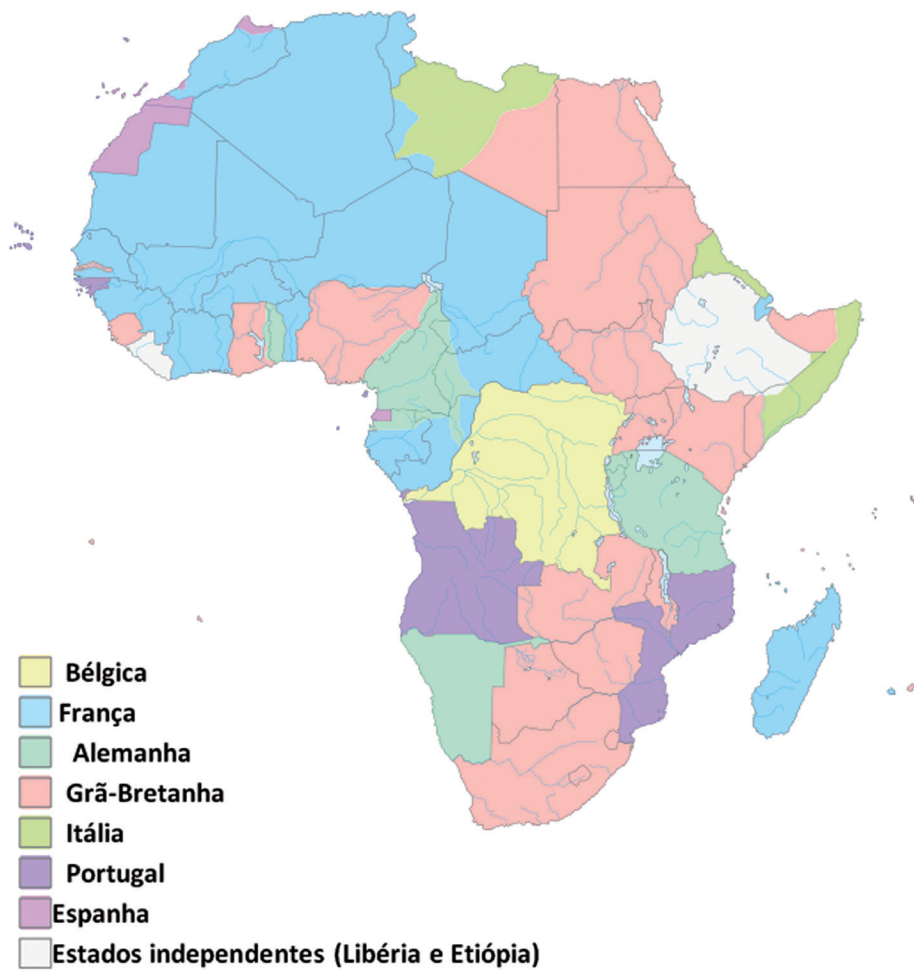 Bélgica
França
Alemanha
Grã-Bretanha
Itália
Portugal
Espanha
Estados independentes (Libéria e Etiópia)